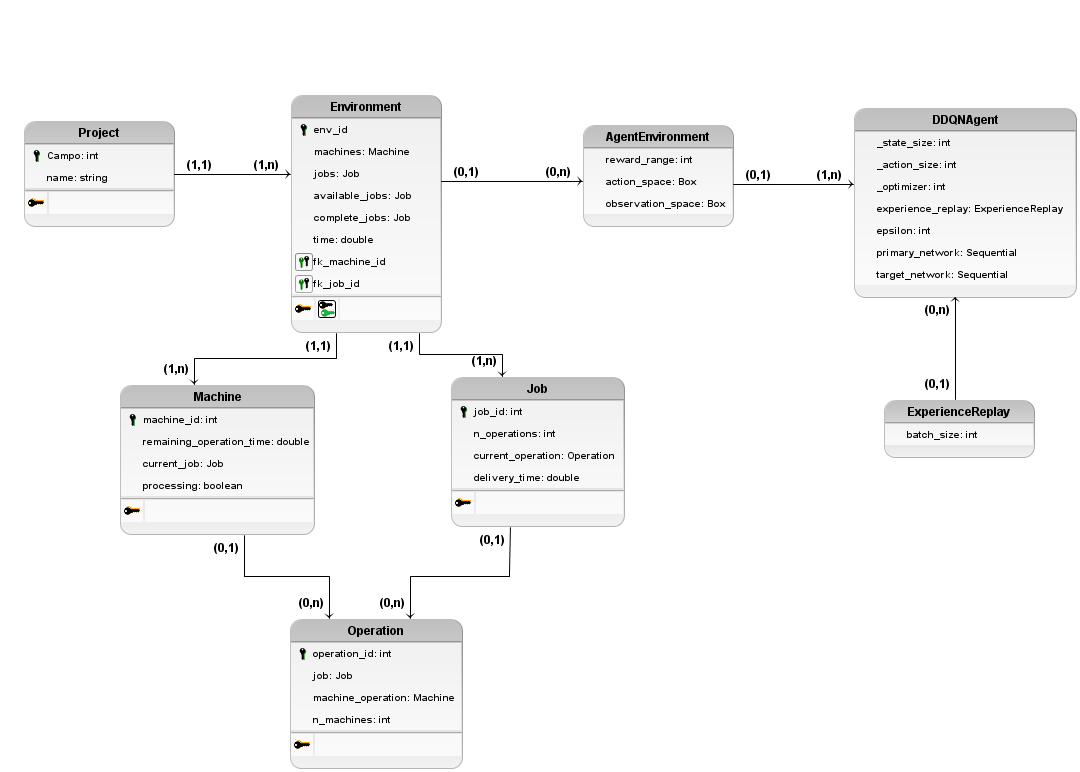 Project
Campo: int
name: string
(1,1)
(1,n)
Environment
env_id
machines: Machine
jobs: Job
available_jobs: Job
complete_jobs: Job
time: double
fk_machine_id
fk_job_id
(0,1)
(0,n)
AgentEnvironment
reward_range: int
action_space: Box
observation_space: Box
(0,1)
(1,n)
DDQNAgent
_state_size: int
_action_size: int
_optimizer: int
experience_replay: ExperienceReplay
epsilon: int
primary_network: Sequential
target_network: Sequential
(0,n)
(0,1)
ExperienceReplay
batch_size: int
(1,1)
(1,n)
(1,1)
(1,n)
Machine
machine_id: int
remaining_operation_time: double
current_job: Job
processing: boolean
Job
job_id: int
n_operations: int
current_operation: Operation
delivery_time: double
(0,1)
(0,n)
(0,1)
(0,n)
Operation
operation_id: int
job: Job
machine_operation: Machine
n_machines: int